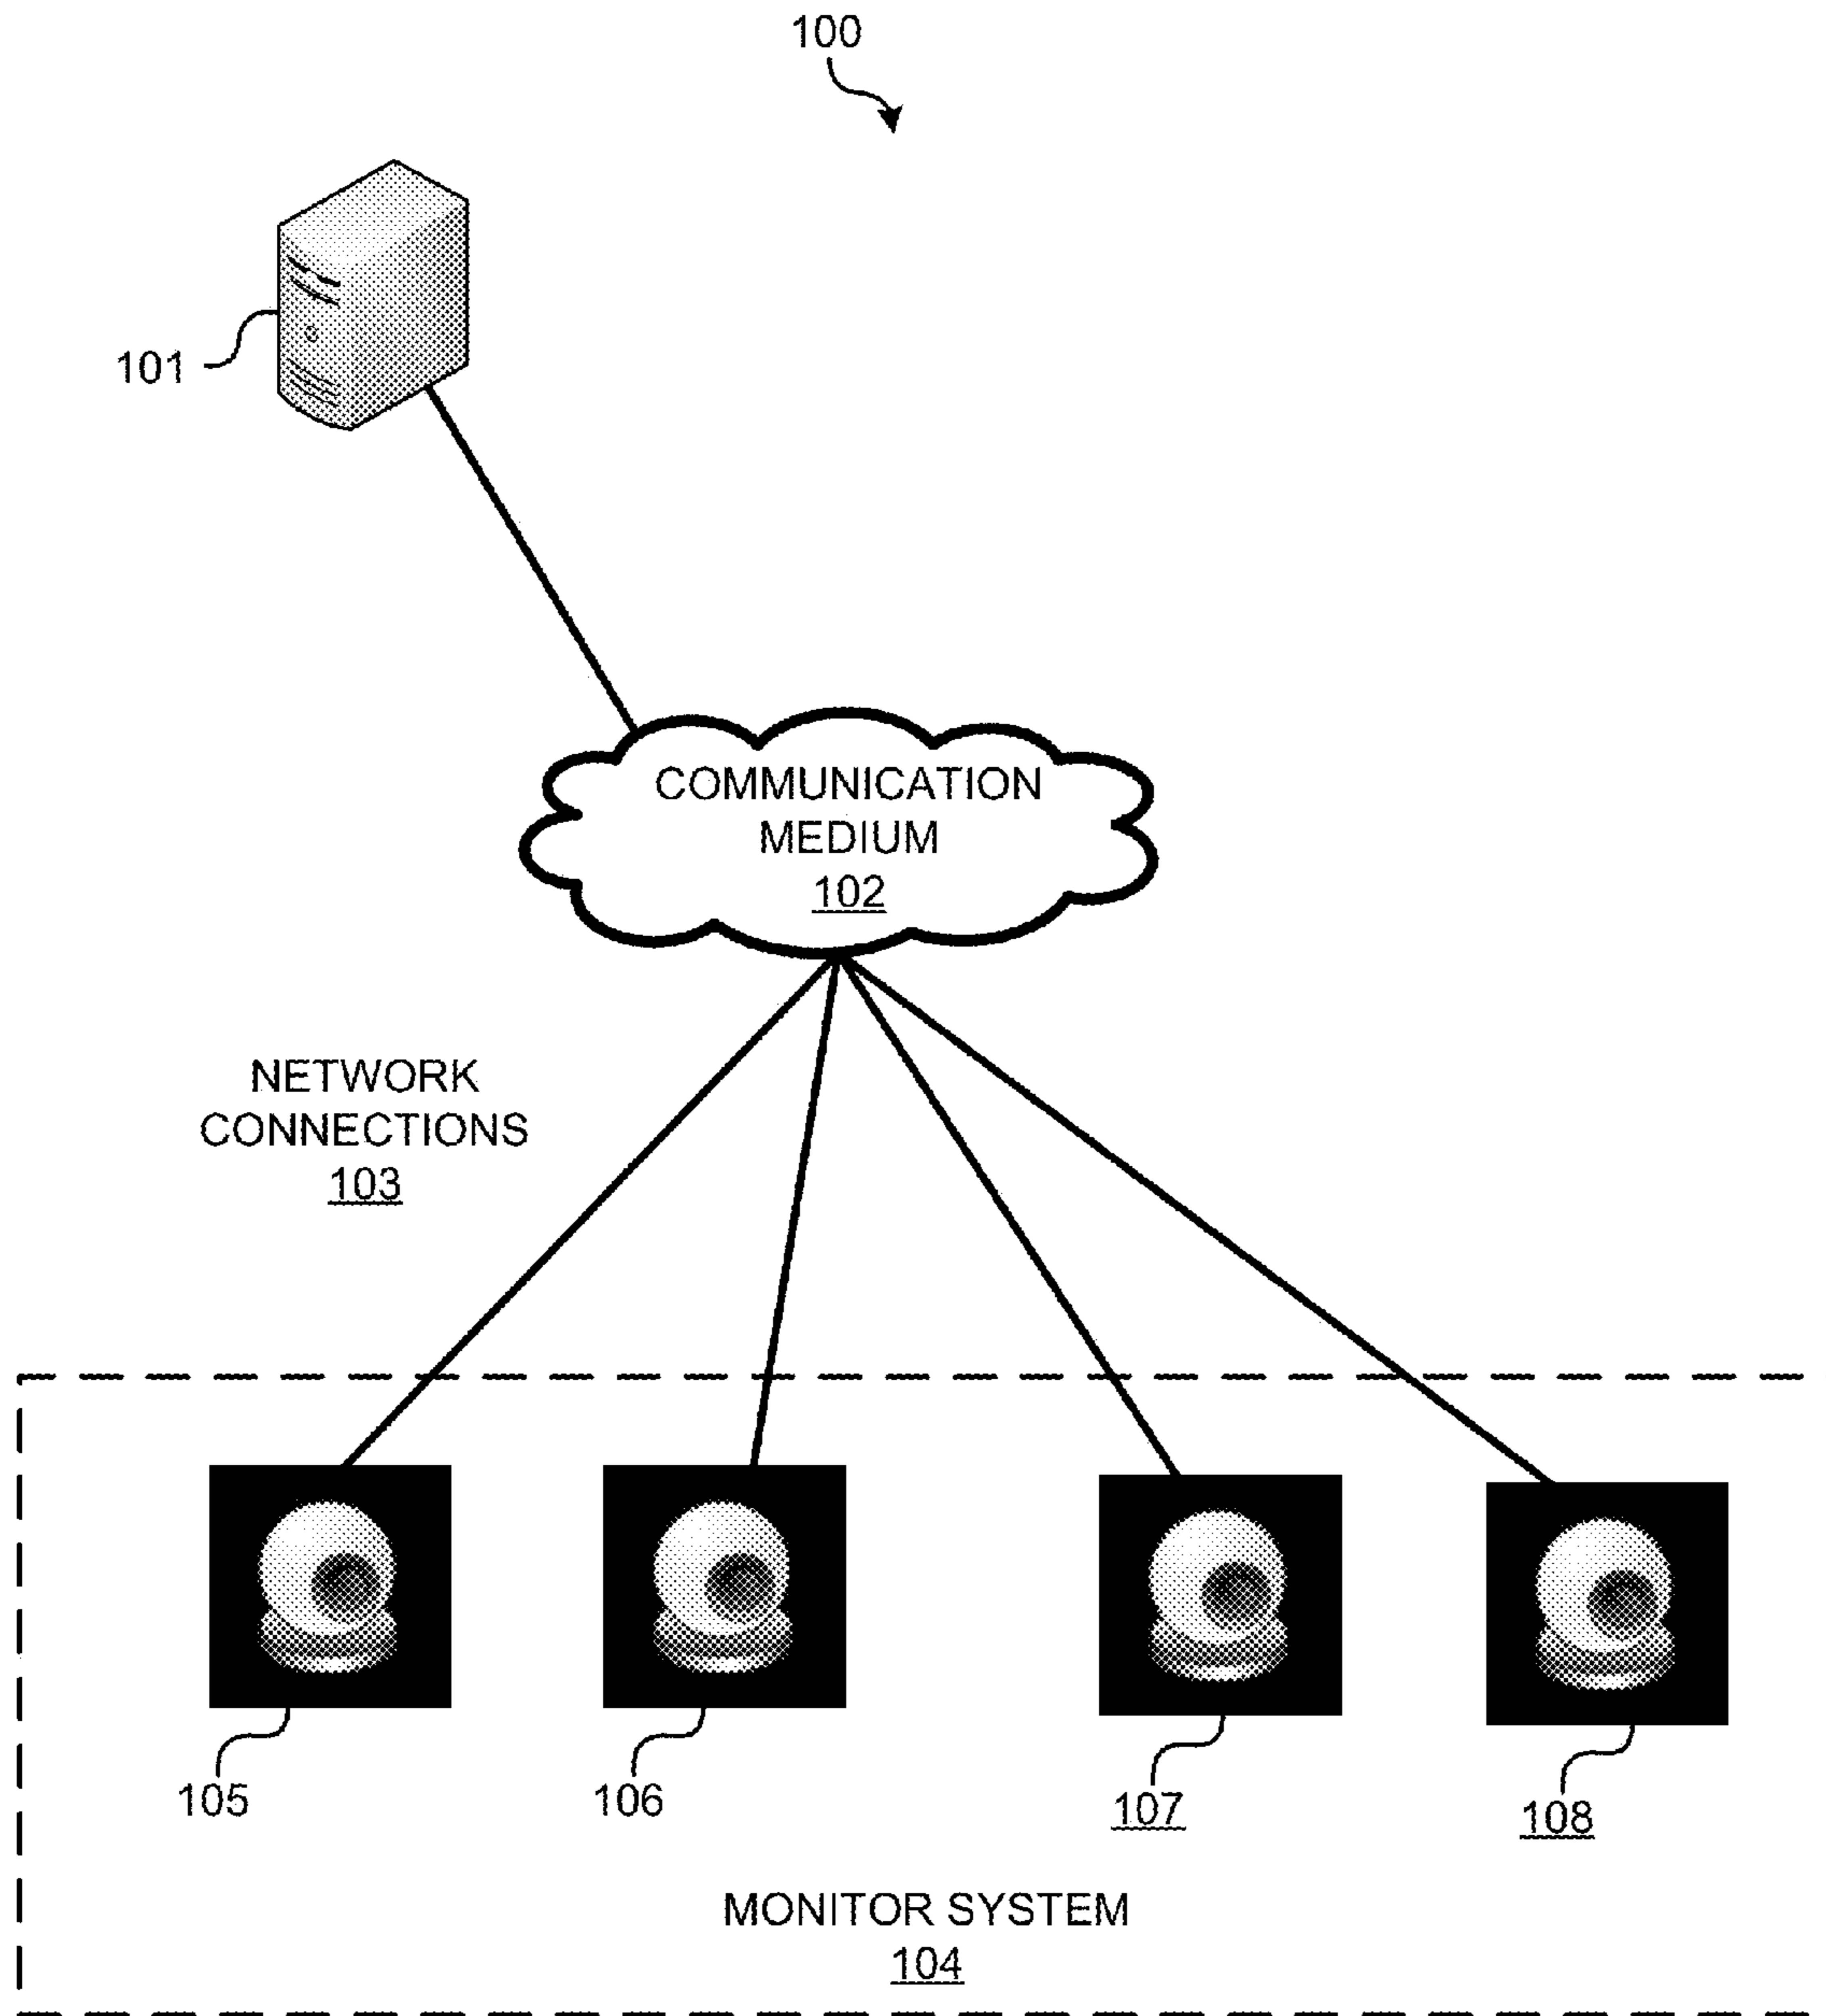 100
101
COMMUNICATION
MEDIUM
102
NETWORK
CONNECTIONS
103
105
106
107
108
MONITOR SYSTEM
104